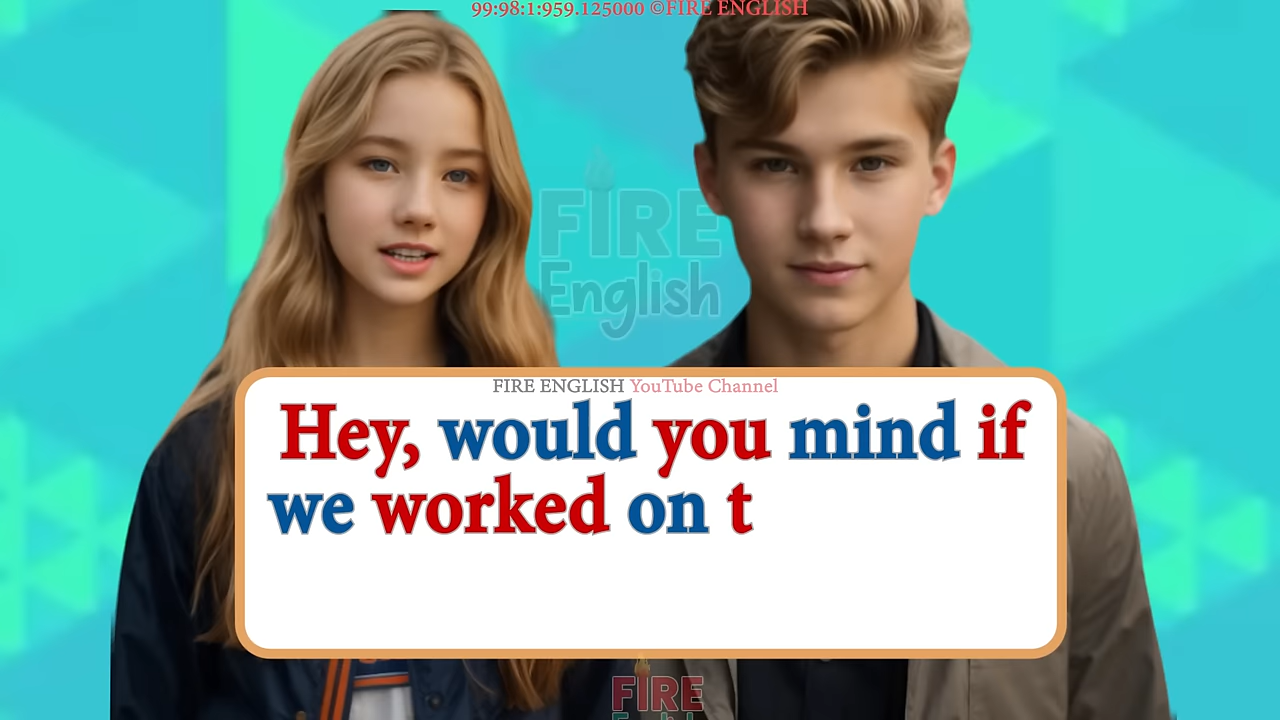 99:98:1:959.125000 ©FIRE ENGLISH
FIRE
English
FIRE ENGLISH YouTube Channel
Hey, would you mind if
we worked on t
FIRE
English